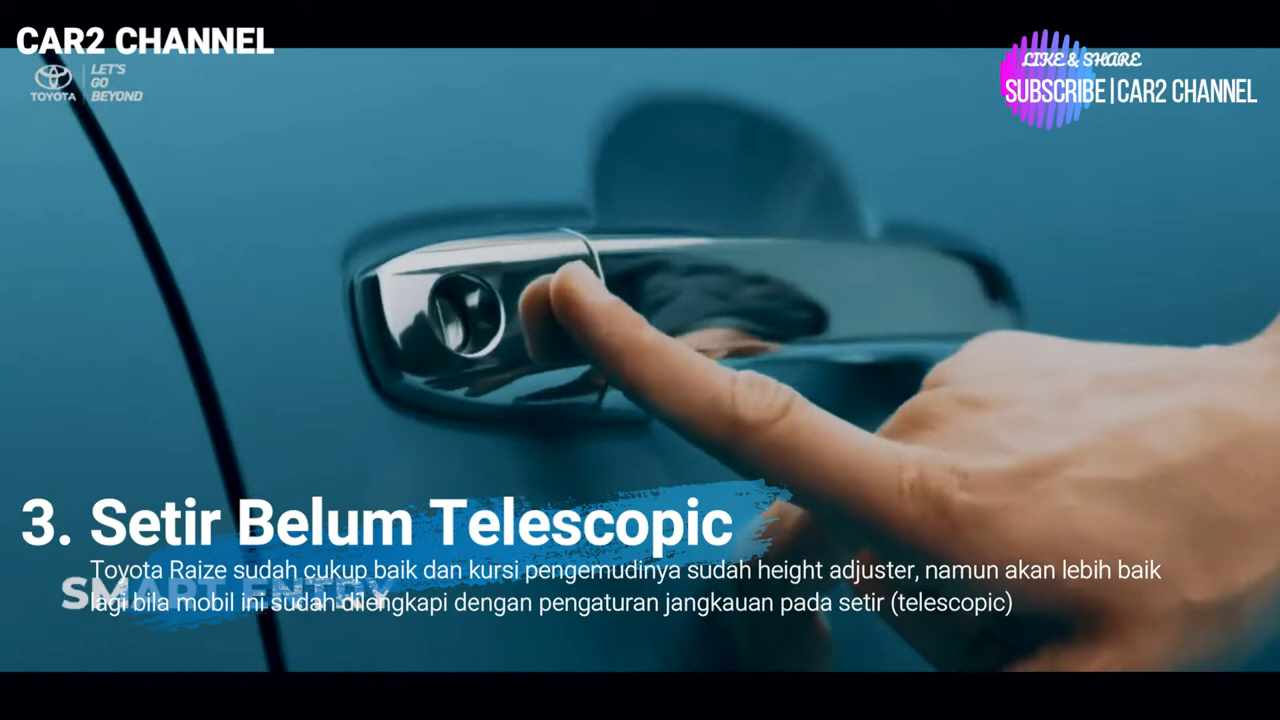 CAR2 CHANNEL
TOYOTA
LET'S
GO
BEYOND
LIKE & SHARE
SUBSCRIBE | CAR2 CHANNEL
3. Setir Belum Telescopic
Toyota Raize sudah cukup baik dan kursi pengemudinya sudah height adjuster, namun akan lebih baik
lagi bila mobil ini sudah dilengkapi dengan pengaturan jangkauan pada setir (telescopic)
SMART ENTRY